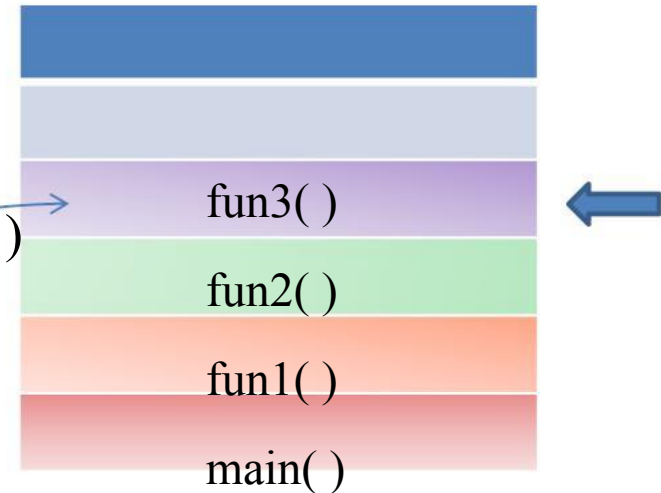 fun3( )
)
fun2( )
fun1( )
main( )